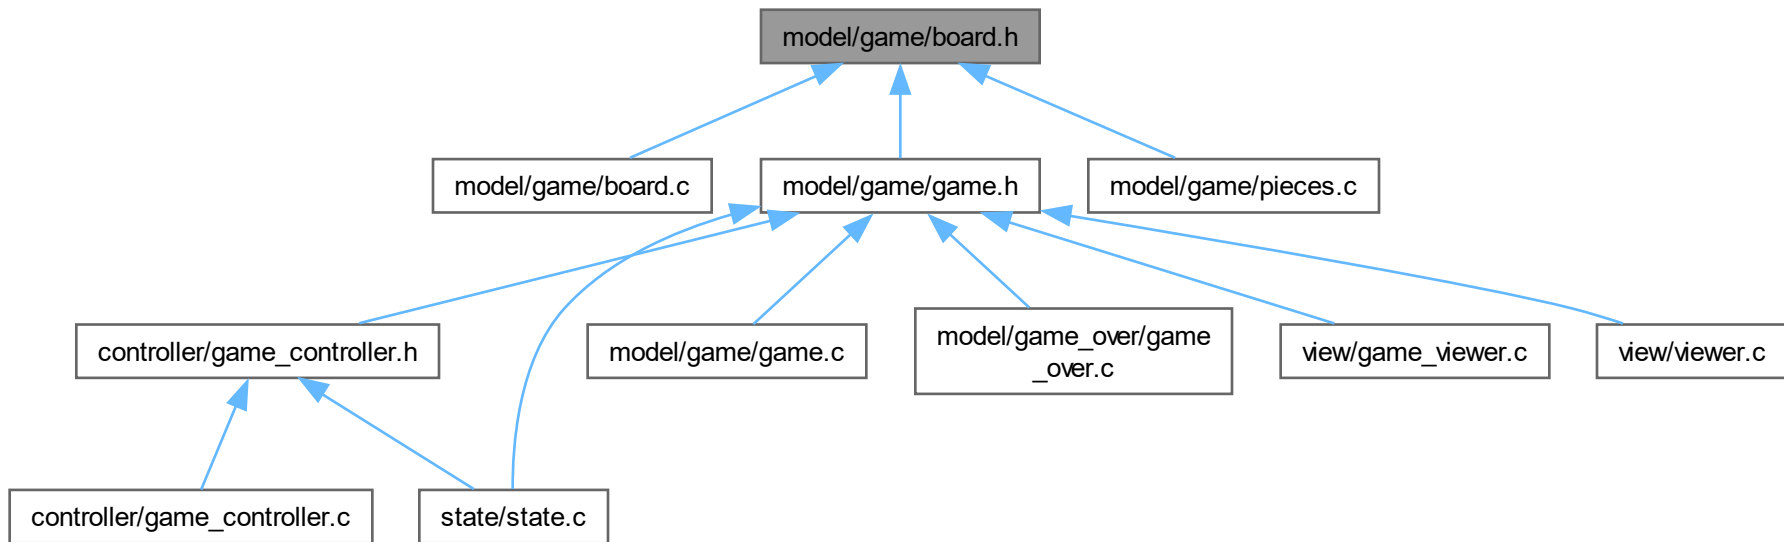 model/game/board.h
model/game/board.c
model/game/game.h
model/game/pieces.c
controller/game_controller.h
model/game/game.c
model/game_over/game
_over.c
view/game_viewer.c
view/viewer.c
controller/game_controller.c
state/state.c